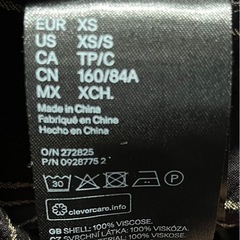 EUR XS
US XS/S
CA TP/C
CN 160/84A
MX XCH.
Made in China
Fabriqué en Chine
Hecho en China
O/N 272825
P/N 0928775 2
30
clevercare.info
GB SHELL: 100% VISCOSE.
CZ SVRCHNÍ LÁTKA: 100% VISKÓZA.